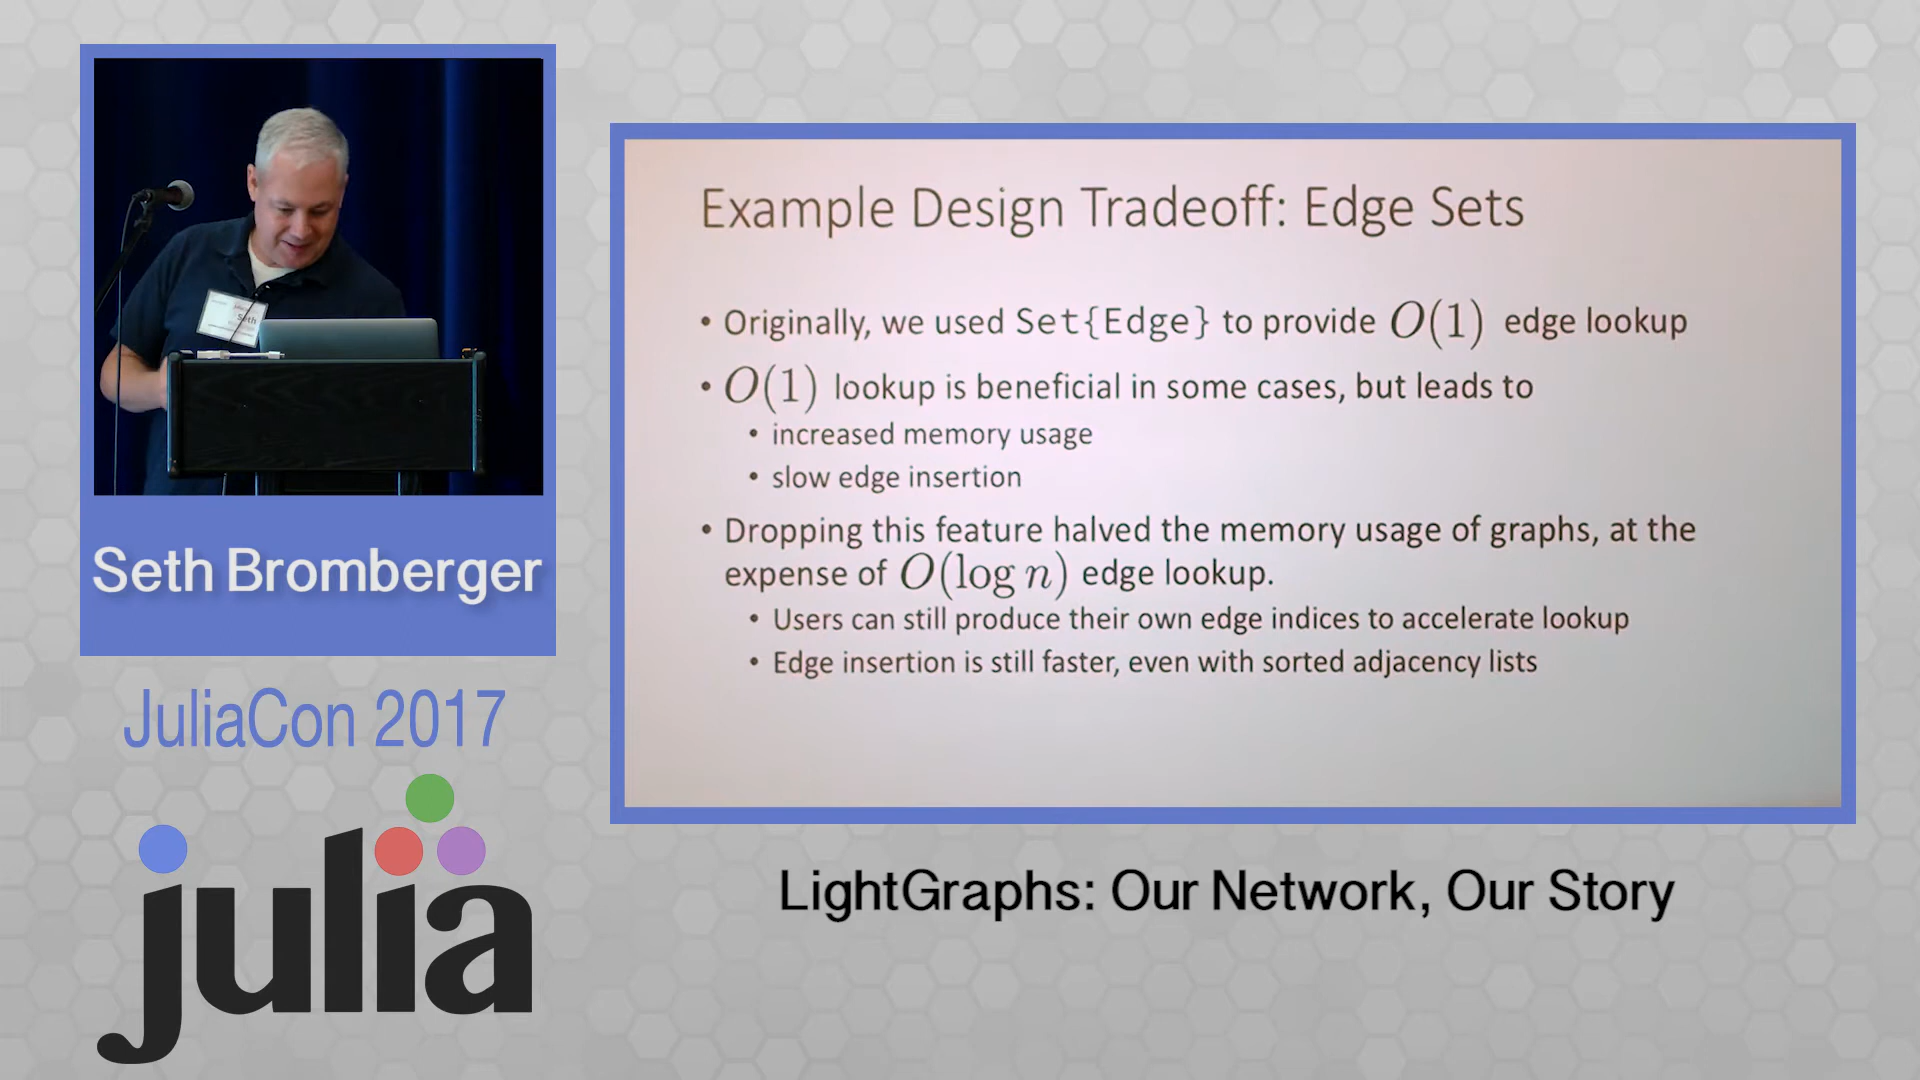 Seth
Seth Bromberger
JuliaCon 2017
julia
Example Design Tradeoff: Edge Sets
• Originally, we used Set{Edge} to provide O(1) edge lookup
• O(1) lookup is beneficial in some cases, but leads to
• increased memory usage
• slow edge insertion
• Dropping this feature halved the memory usage of graphs, at the
expense of O(log n) edge lookup.
• Users can still produce their own edge indices to accelerate lookup
• Edge insertion is still faster, even with sorted adjacency lists
LightGraphs: Our Network, Our Story